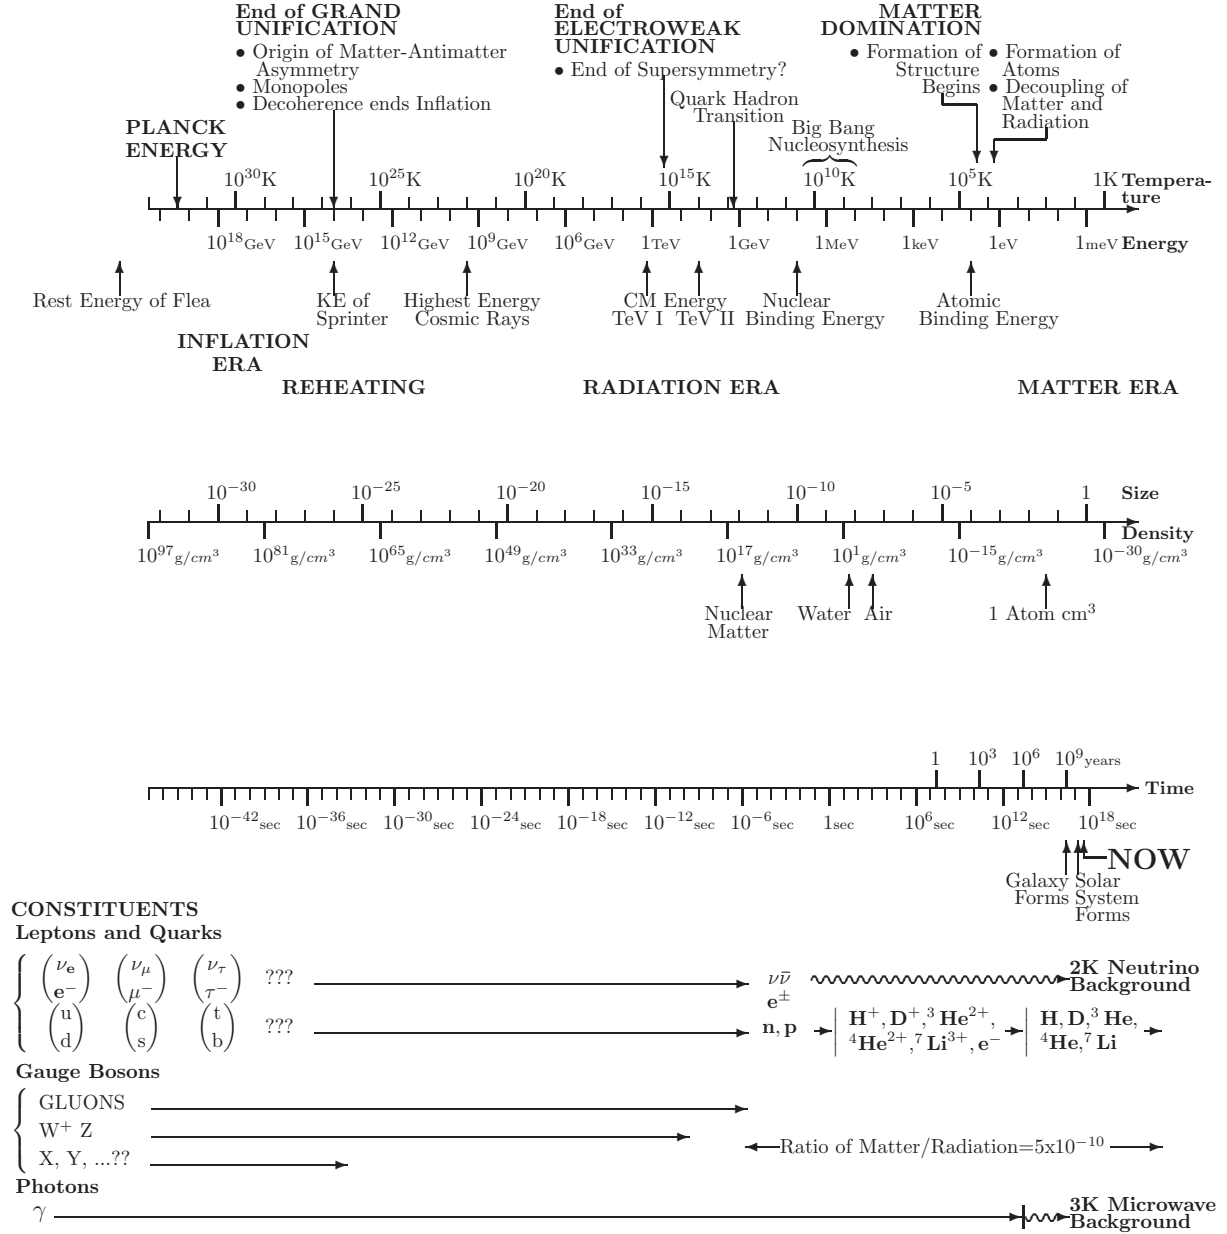 End of GRAND
UNIFICATION
• Origin of Matter-Antimatter
Asymmetry
• Monopoles
• Decoherence ends Inflation
End of
ELECTROWEAK
UNIFICATION
• End of Supersymmetry?
Quark Hadron
Transition
MATTER
DOMINATION
• Formation of
Structure
Begins
• Formation of
Atoms
• Decoupling of
Matter and
Radiation
PLANCK
ENERGY
Big Bang
Nucleosynthesis
10³⁰K 10²⁵K 10²⁰K 10¹⁵K 10¹⁰K 10⁵K 1K Tempera-
ture
10¹⁸GeV 10¹⁵GeV 10¹²GeV 10⁹GeV 10⁶GeV 1TeV 1GeV 1MeV 1keV 1eV 1meV Energy
Rest Energy of Flea
KE of
Sprinter
Highest Energy
Cosmic Rays
CM Energy
TeV I TeV II
Nuclear
Binding Energy
Atomic
Binding Energy
INFLATION
ERA
REHEATING
RADIATION ERA
MATTER ERA
10⁻³⁰ 10⁻²⁵ 10⁻²⁰ 10⁻¹⁵ 10⁻¹⁰ 10⁻⁵ 1 Size
Density
10⁹⁷g/cm³ 10⁸¹g/cm³ 10⁶⁵g/cm³ 10⁴⁹g/cm³ 10³³g/cm³ 10¹⁷g/cm³ 10¹g/cm³ 10⁻¹⁵g/cm³ 10⁻³⁰g/cm³
Nuclear
Matter
Water
Air
1 Atom cm³
1 10³ 10⁶ 10⁹years
Time
10⁻⁴²sec 10⁻³⁶sec 10⁻³⁰sec 10⁻²⁴sec 10⁻¹⁸sec 10⁻¹²sec 10⁻⁶sec 1sec 10⁶sec 10¹²sec 10¹⁸sec
NOW
Galaxy
Forms
Solar
System
Forms
CONSTITUENTS
Leptons and Quarks
νe νμ ντ ???
e⁻ μ⁻ τ⁻
u c t ???
d s b
νν̄
e±
n, p
2K Neutrino
Background
H⁺, D⁺,³ He²⁺,
⁴He²⁺,⁷ Li³⁺, e⁻
H, D,³ He,
⁴He,⁷ Li
Gauge Bosons
GLUONS
W⁺ Z
X, Y, ...??
Ratio of Matter/Radiation=5x10⁻¹⁰
Photons
γ
3K Microwave
Background